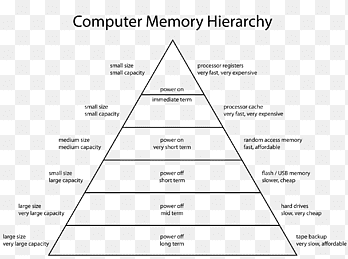 Computer Memory Hierarchy
small size
small capacity
processor registers
very fast, very expensive
power on
immediate term
small size
small capacity
processor cache
very fast, very expensive
medium size
medium capacity
power on
very short term
random access memory
fast, affordable
small size
large capacity
power off
short term
flash / USB memory
slower, cheap
large size
very large capacity
power off
mid term
hard drives
slow, very cheap
large size
very large capacity
power off
long term
tape backup
very slow, affordable